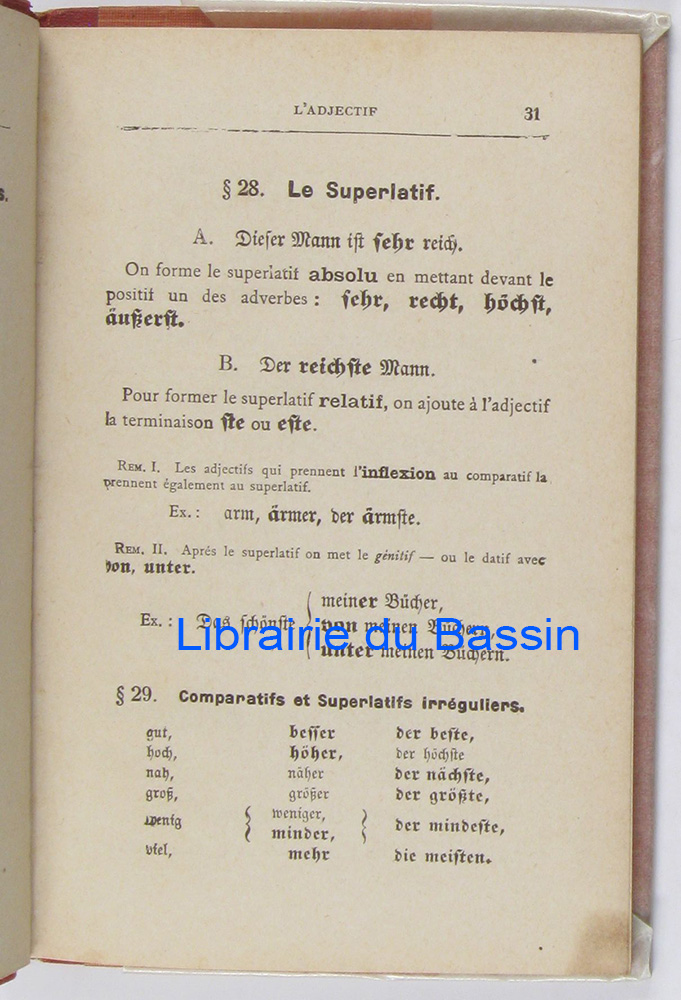 L'ADJECTIF 31
§ 28. Le Superlatif.
A. Dieser Mann ist sehr reich.
On forme le superlatif absolu en mettant devant le
positif un des adverbes : sehr, recht, höchst,
äußerst.
B. Der reichste Mann.
Pour former le superlatif relatif, on ajoute à l'adjectif
la terminaison ste ou este.
REM. I. Les adjectifs qui prennent l'inflexion au comparatif la
prennent également au superlatif.
Ex. : arm, ärmer, der ärmste.
REM. II. Après le superlatif on met le génitif — ou le datif avec
von, unter.
meiner Bücher,
Ex. : Das schönste von meinen Büchern,
unter meinen Büchern.
Librairie du Bassin
§ 29. Comparatifs et Superlatifs irréguliers.
gut, besser der beste,
hoch, höher, der höchste
nah, näher der nächste,
groß, größer der größte,
wenig weniger, minder, der mindeste,
viel, mehr die meisten.